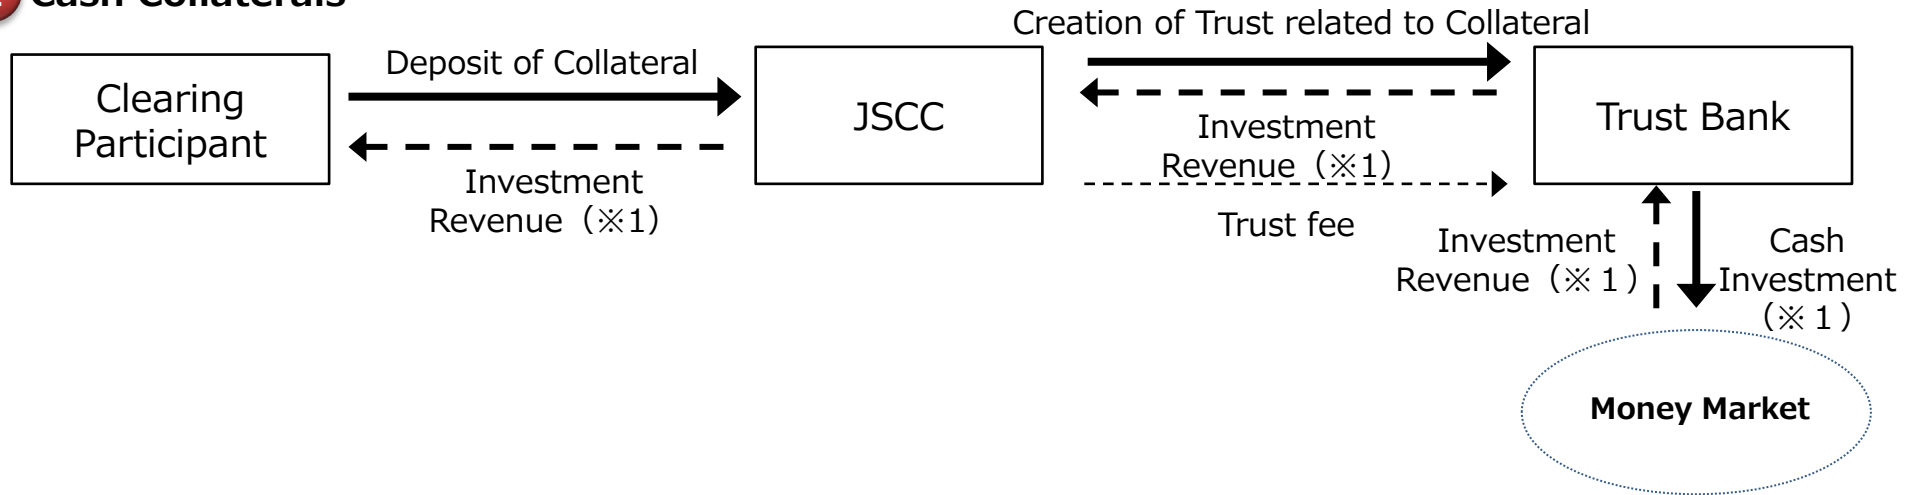 Cash Collaterals
Creation of Trust related to Collateral
Deposit of Collateral
Clearing
Participant
JSCC
Trust Bank
Investment
Revenue（※1）
Investment
Revenue（※1）
Trust fee
Investment
Revenue（※１）
Cash
Investment
（※１）
Money Market